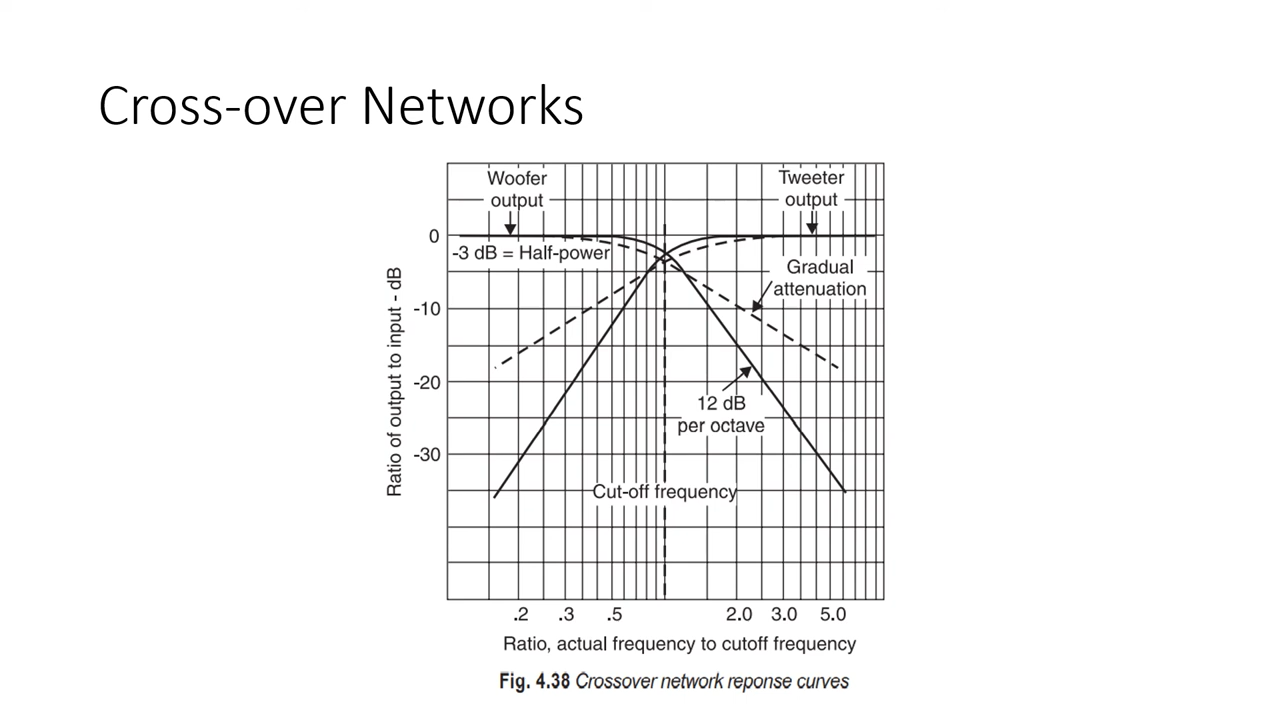 Cross-over Networks
Woofer
output
Tweeter
output
0
-3 dB = Half-power
Gradual
attenuation
-10
-20
12 dB
per octave
-30
Cut-off frequency
Ratio of output to input - dB
.2 .3 .5 2.0 3.0 5.0
Ratio, actual frequency to cutoff frequency
Fig. 4.38 Crossover network reponse curves